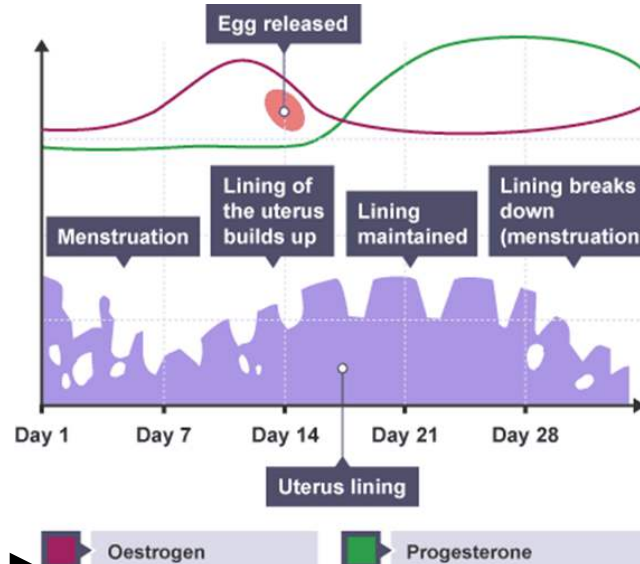 Egg released
Lining of
the uterus
builds up
Lining
maintained
Lining breaks
down
(menstruation
Menstruation
Day 1
Day 7
Day 14
Day 21
Day 28
Uterus lining
Oestrogen
Progesterone